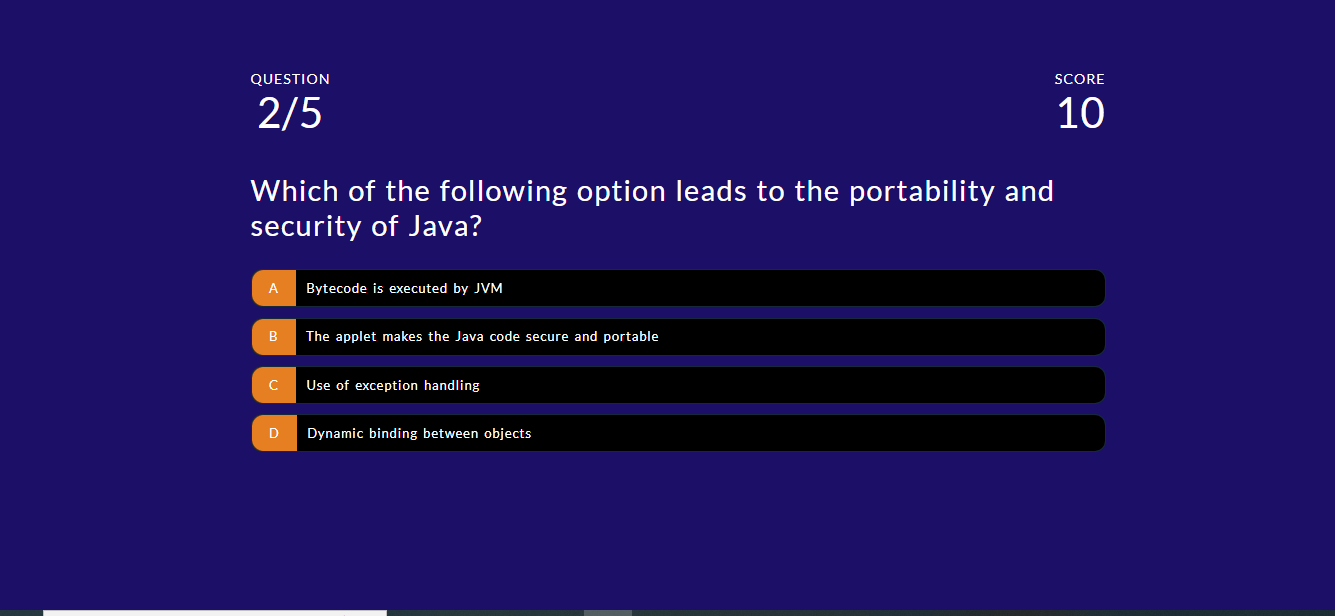 QUESTION
2/5
SCORE
10
Which of the following option leads to the portability and
security of Java?
A Bytecode is executed by JVM
B The applet makes the Java code secure and portable
C Use of exception handling
D Dynamic binding between objects